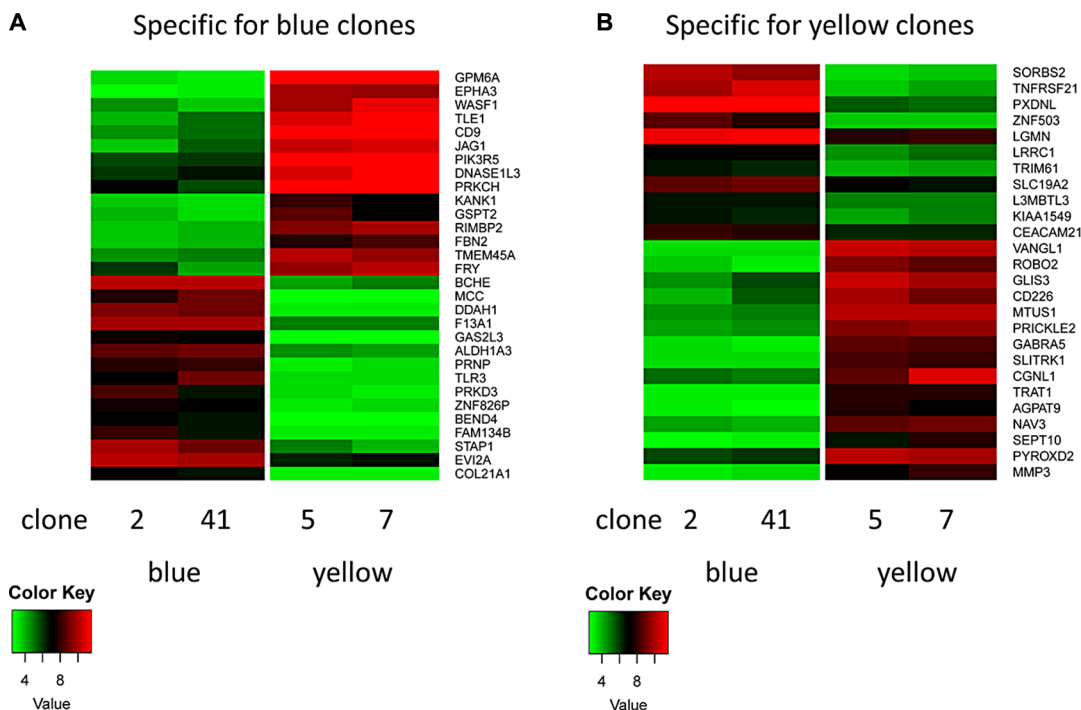 A
Specific for blue clones
GPM6A
EPHA3
WASF1
TLE1
CD9
JAG1
PIK3R5
DNASE1L3
PRKCH
KANK1
GSPT2
RIMBP2
FBN2
TMEM45A
FRY
BCHE
MCC
DDAH1
F13A1
GAS2L3
ALDH1A3
PRNP
TLR3
PRKD3
ZNF826P
BEND4
FAM134B
STAP1
EVI2A
COL21A1
clone 2 41 5 7
blue yellow
Color Key
4 8
Value
B
Specific for yellow clones
SORBS2
TNFRSF21
PXDNL
ZNF503
LGMN
LRRC1
TRIM61
SLC19A2
L3MBTL3
KIAA1549
CEACAM21
VANGL1
ROBO2
GLIS3
CD226
MTUS1
PRICKLE2
GABRA5
SLITRK1
CGNL1
TRAT1
AGPAT9
NAV3
SEPT10
PYROXD2
MMP3
clone 2 41 5 7
blue yellow
Color Key
4 8
Value